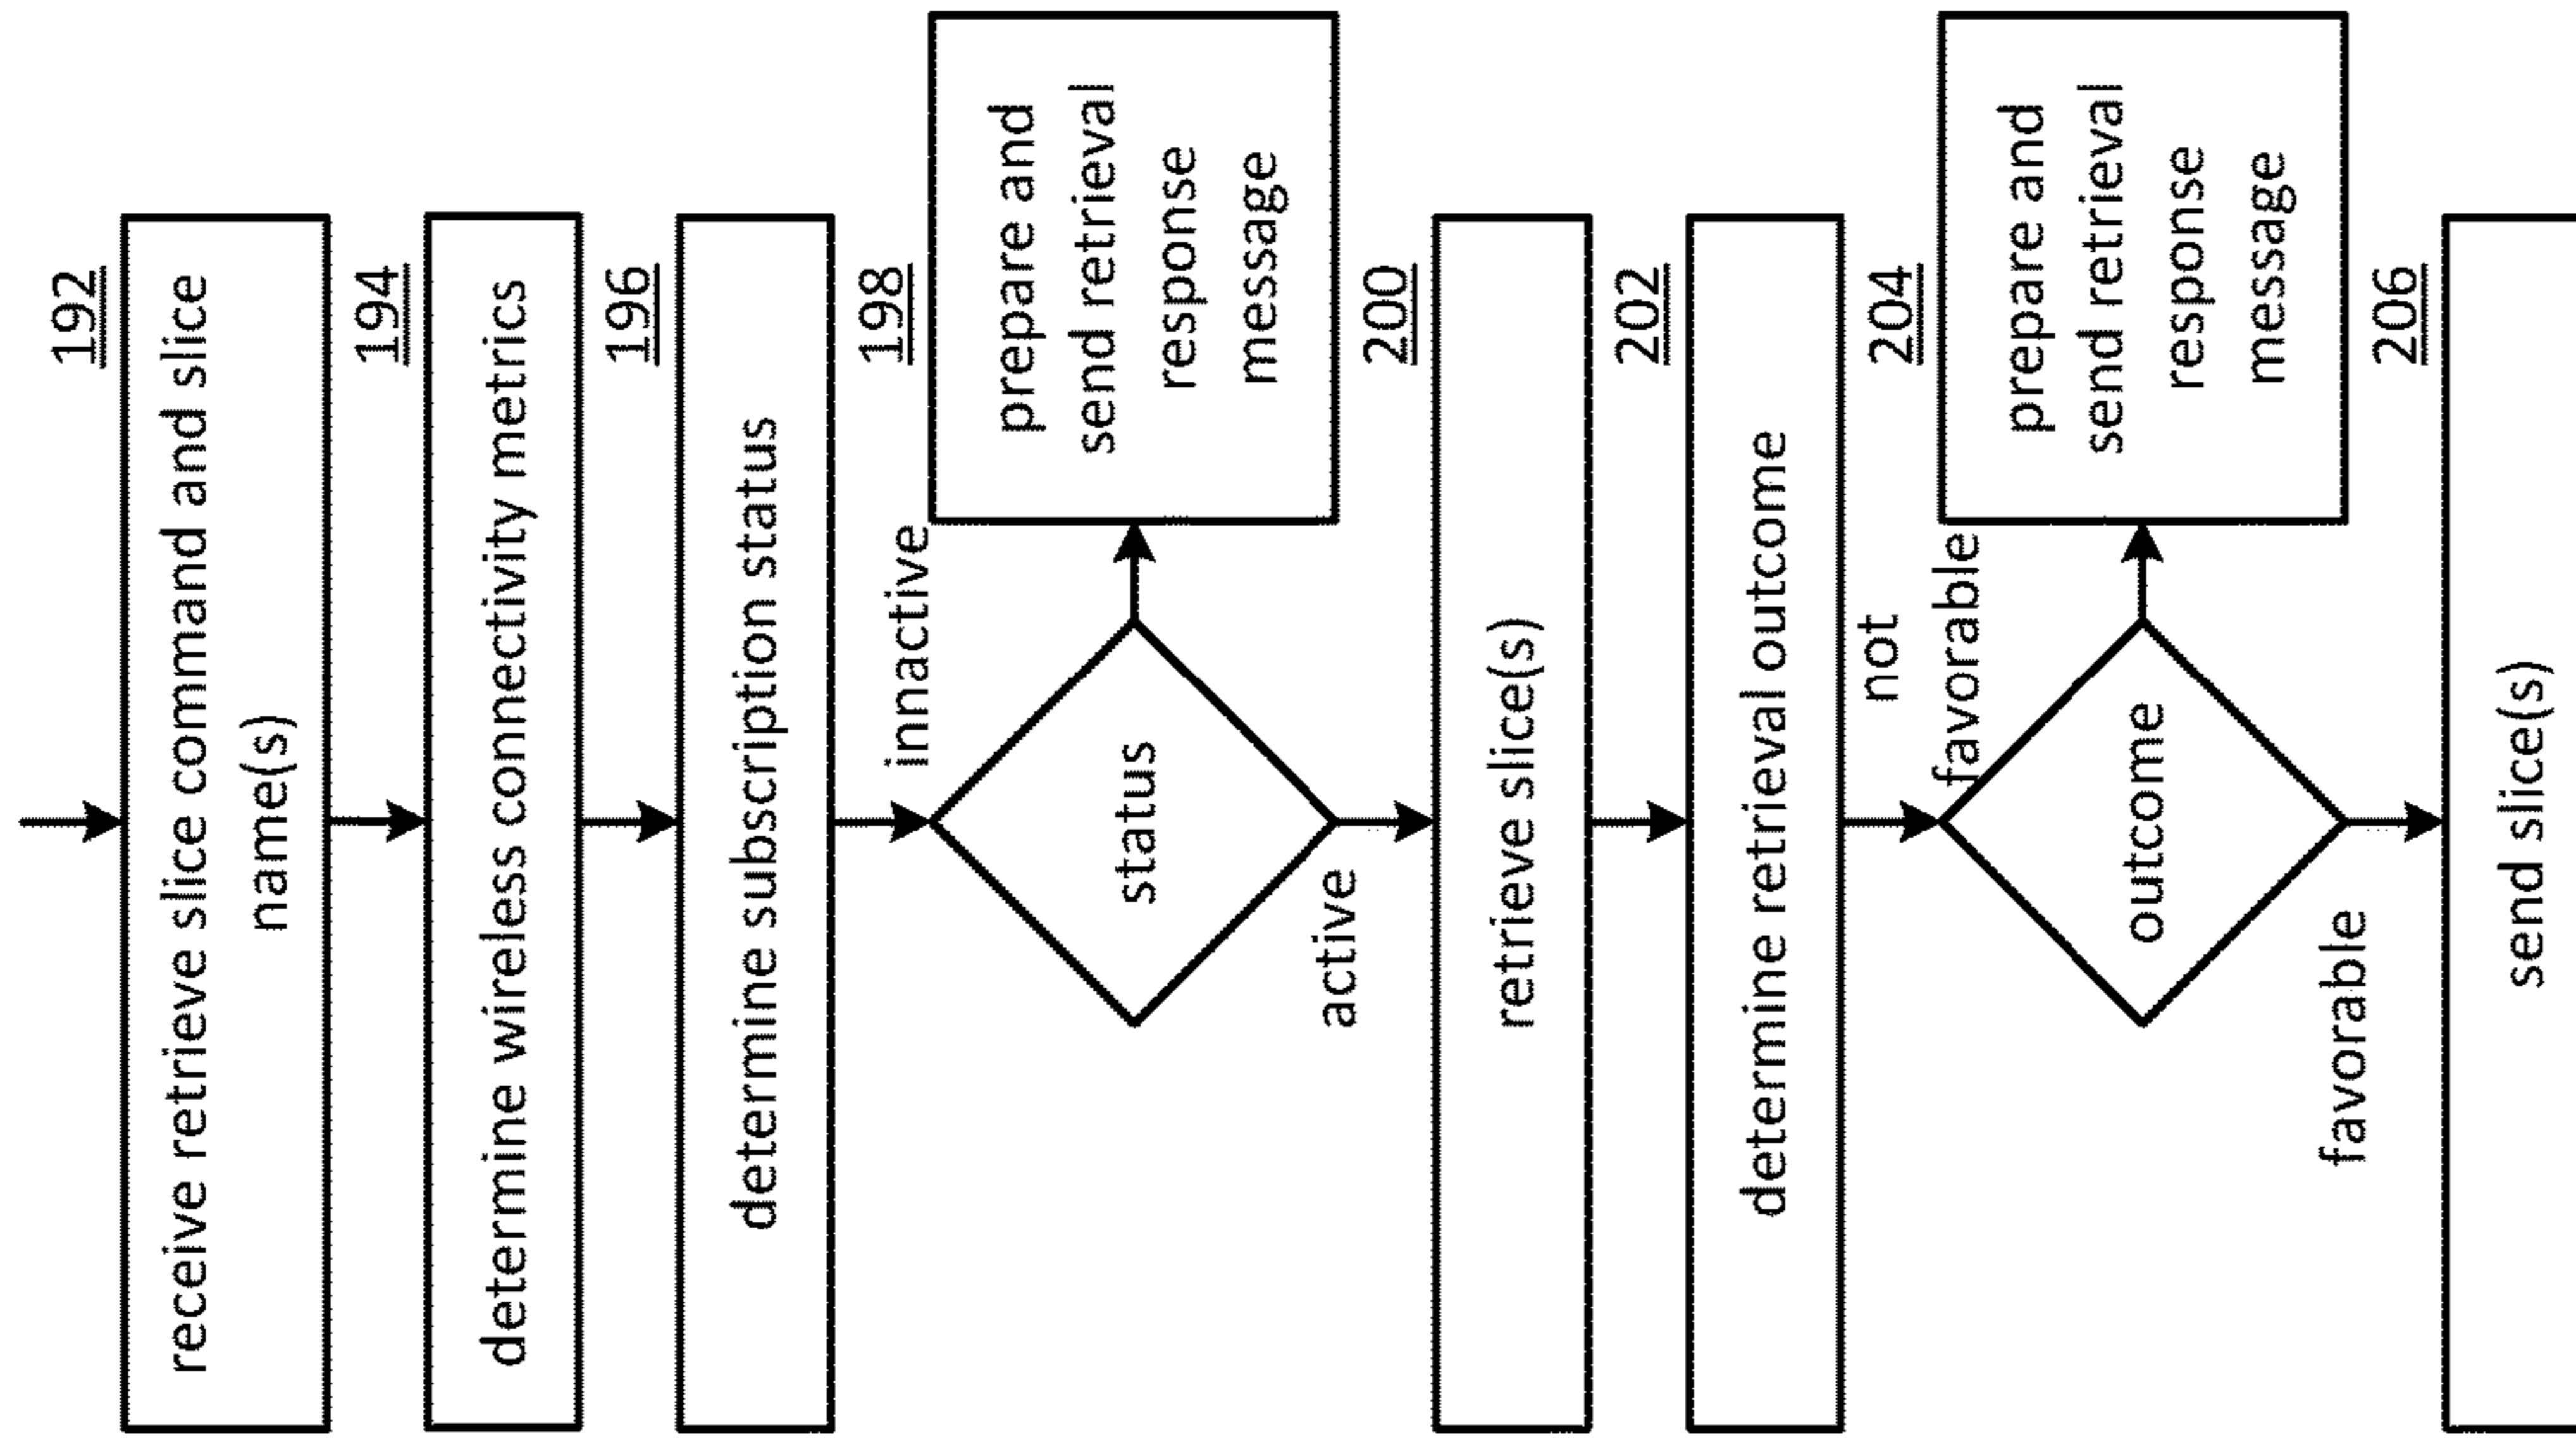 192
receive retrieve slice command and slice
name(s)
194
determine wireless connectivity metrics
196
determine subscription status
198
innactive
status
prepare and
send retrieval
response
message
active
200
retrieve slice(s)
202
determine retrieval outcome
204
not
favorable
outcome
prepare and
send retrieval
response
message
favorable
206
send slice(s)